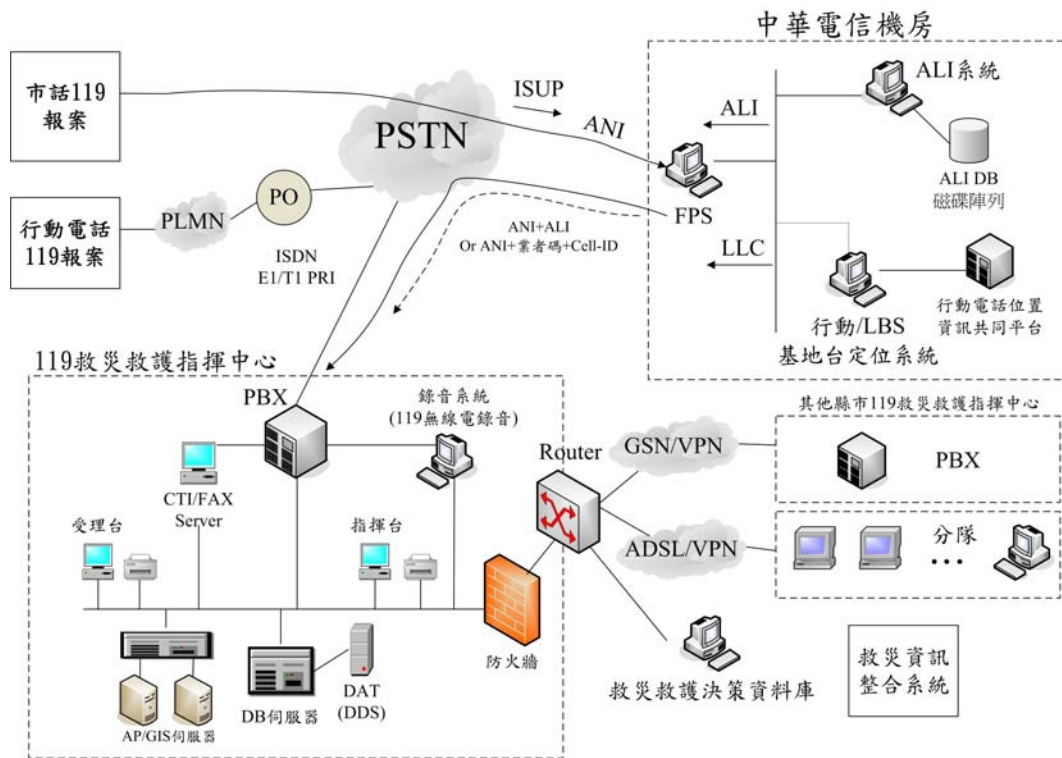 中華電信機房
市話119
報案
ISUP
ANI
PSTN
ALI
ALI系統
ALI DB
磁碟陣列
FPS
行動電話
119報案
PLMN
PO
ISDN
E1/T1 PRI
ANI+ALI
Or ANI+業者碼+Cell-ID
LLC
行動/LBS
基地台定位系統
行動電話位置
資訊共同平台
119救災救護指揮中心
PBX
錄音系統
(119無線電錄音)
CTI/FAX
Server
受理台
指揮台
Router
GSN/VPN
ADSL/VPN
其他縣市119救災救護指揮中心
PBX
分隊
...
防火牆
AP/GIS伺服器
DB伺服器
DAT
(DDS)
救災救護決策資料庫
救災資訊
整合系統